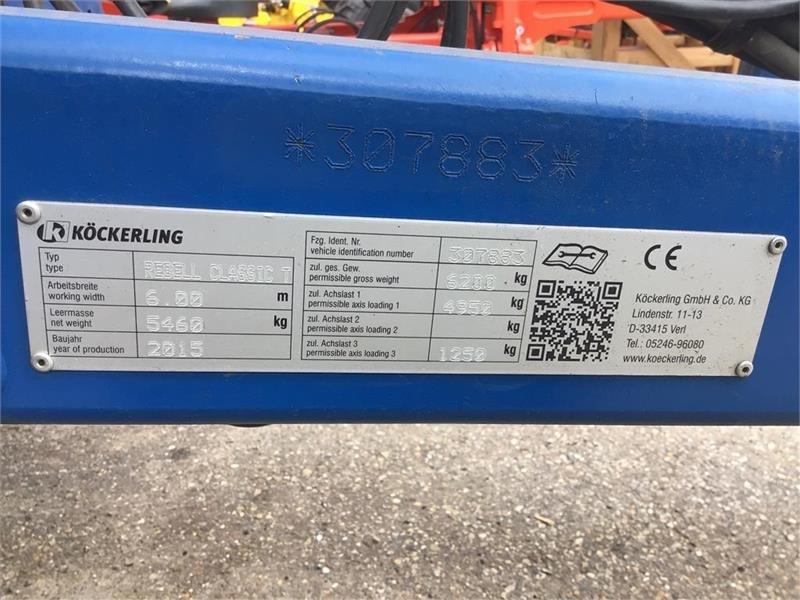 *307883*
KÖCKERLING
Typ
type
REBELL CLASSIC T
Arbeitsbreite
working width
6.00 m
Leermasse
net weight
5460 kg
Baujahr
year of production
2015
Fzg. Ident. Nr.
vehicle identification number
307883
zul. ges. Gew.
permissible gross weight
6200 kg
zul. Achslast 1
permissible axis loading 1
4950 kg
zul. Achslast 2
permissible axis loading 2
kg
zul. Achslast 3
permissible axis loading 3
1250 kg
CE
Köckerling GmbH & Co. KG
Lindenstr. 11-13
D-33415 Verl
Tel.: 05246-96080
www.koeckerling.de